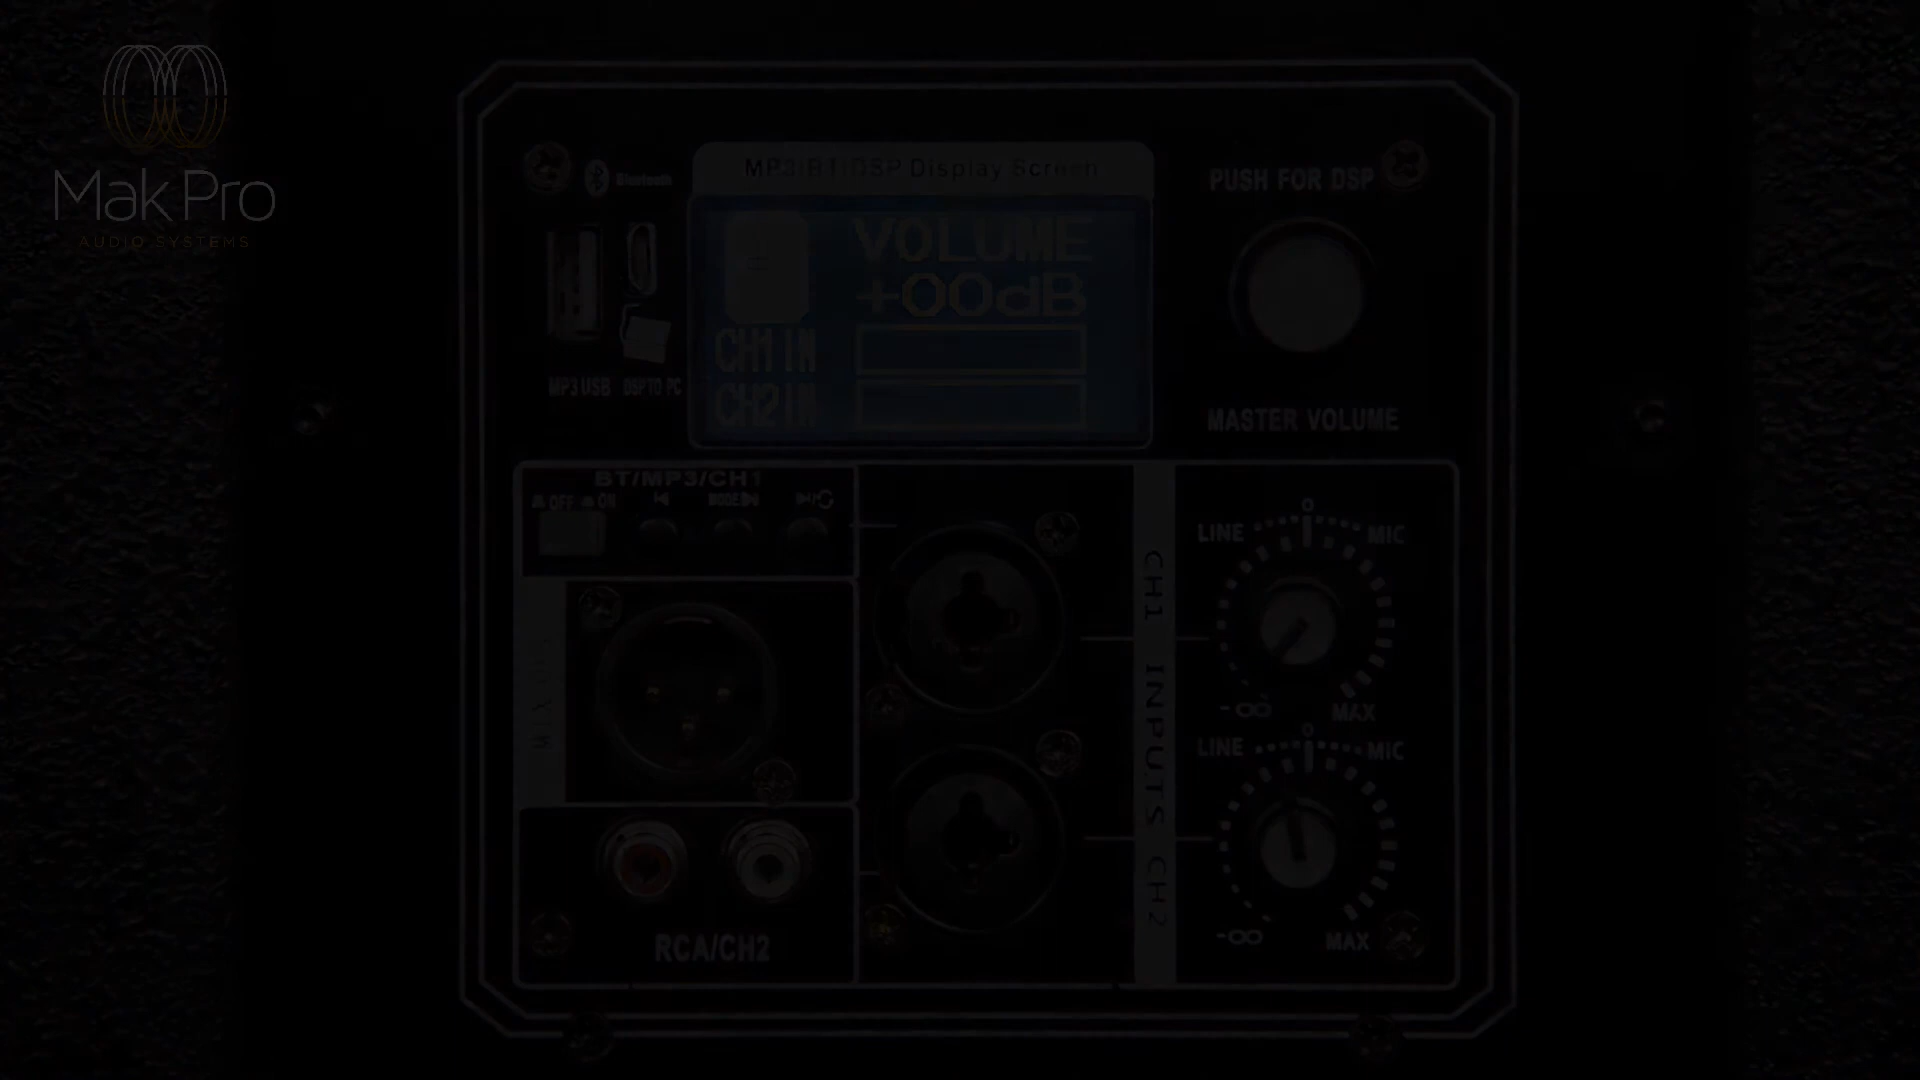 Mak Pro
AUDIO SYSTEMS
Bluetooth
MP3/BT/DSP Display Screen
PUSH FOR DSP
VOLUME
+00dB
CH1 IN
CH2 IN
MP3 USB
DSP TO PC
MASTER VOLUME
BT/MP3/CH1
OFF ON
MODE
LINE 0 MIC
-∞ MAX
CH1 INPUTS CH2
LINE 0 MIC
-∞ MAX
RCA/CH2